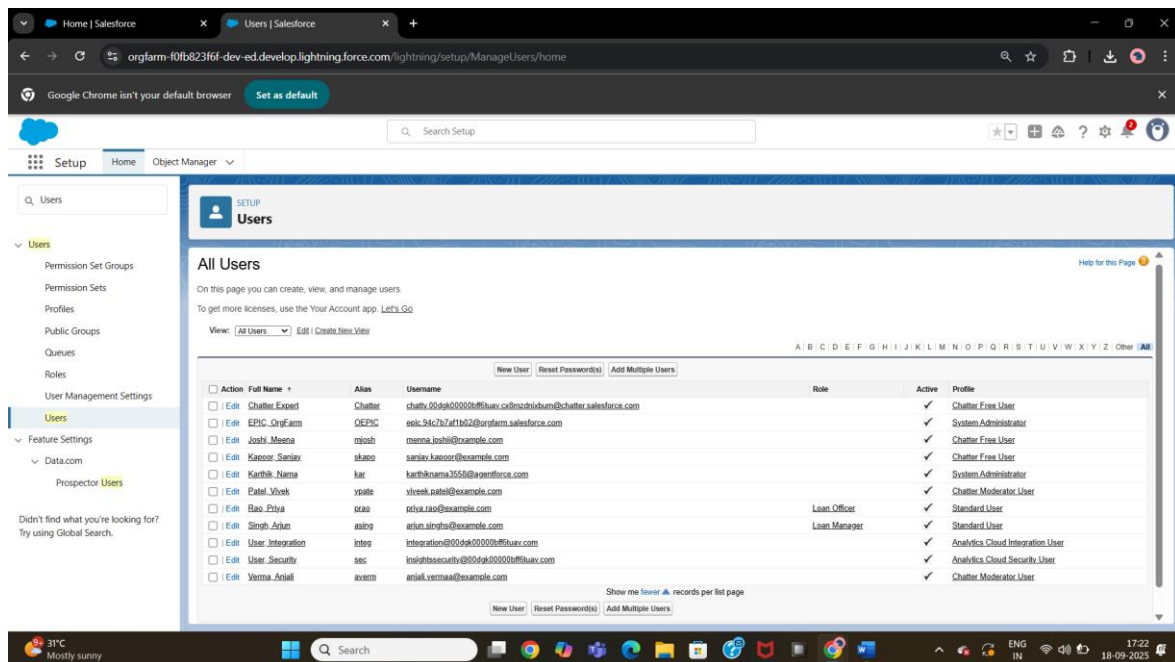 Home | Salesforce
Users | Salesforce
orgfarm-f0fb823f6f-dev-ed.develop.lightning.force.com/lightning/setup/ManageUsers/home
Google Chrome isn't your default browser Set as default
Search Setup
2
Setup Home Object Manager
Users
SETUP
Users
Users
Permission Set Groups
Permission Sets
Profiles
Public Groups
Queues
Roles
User Management Settings
Users
Feature Settings
Data.com
Prospector Users
Didn't find what you're looking for?
Try using Global Search.
All Users
Help for this Page
On this page you can create, view, and manage users.
To get more licenses, use the Your Account app. Let's Go
View: All Users Edit | Create New View
A | B | C | D | E | F | G | H | I | J | K | L | M | N | O | P | Q | R | S | T | U | V | W | X | Y | Z | Other All
New User Reset Password(s) Add Multiple Users
Action Full Name Alias Username Role Active Profile
Edit Chatter Expert Chatter chatty.00dgk00000bff6tuav.cx8mzdnixbum@chatter.salesforce.com Chatter Free User
Edit EPIC, OrgFarm OEPIC epic.94c7b7af1b02@orgfarm.salesforce.com System Administrator
Edit Joshi, Meena mjosh menna.joshii@rxample.com Chatter Free User
Edit Kapoor, Sanjay skapo sanjay.kapoor@example.com Chatter Free User
Edit Karthik, Nama kar karthiknama3558@agentforce.com System Administrator
Edit Patel, Vivek vpate viveek.patel@example.com Chatter Moderator User
Edit Rao, Priya prao priya.rao@example.com Loan Officer Standard User
Edit Singh, Arjun asing arjun.singhs@example.com Loan Manager Standard User
Edit User, Integration integ integration@00dgk00000bff6tuav.com Analytics Cloud Integration User
Edit User, Security sec insightssecurity@00dgk00000bff6tuav.com Analytics Cloud Security User
Edit Verma, Anjali averm anjali.vermaa@example.com Chatter Moderator User
Show me fewer records per list page
New User Reset Password(s) Add Multiple Users
9+ 31°C
Mostly sunny
Search
ENG
IN
17:22
18-09-2025